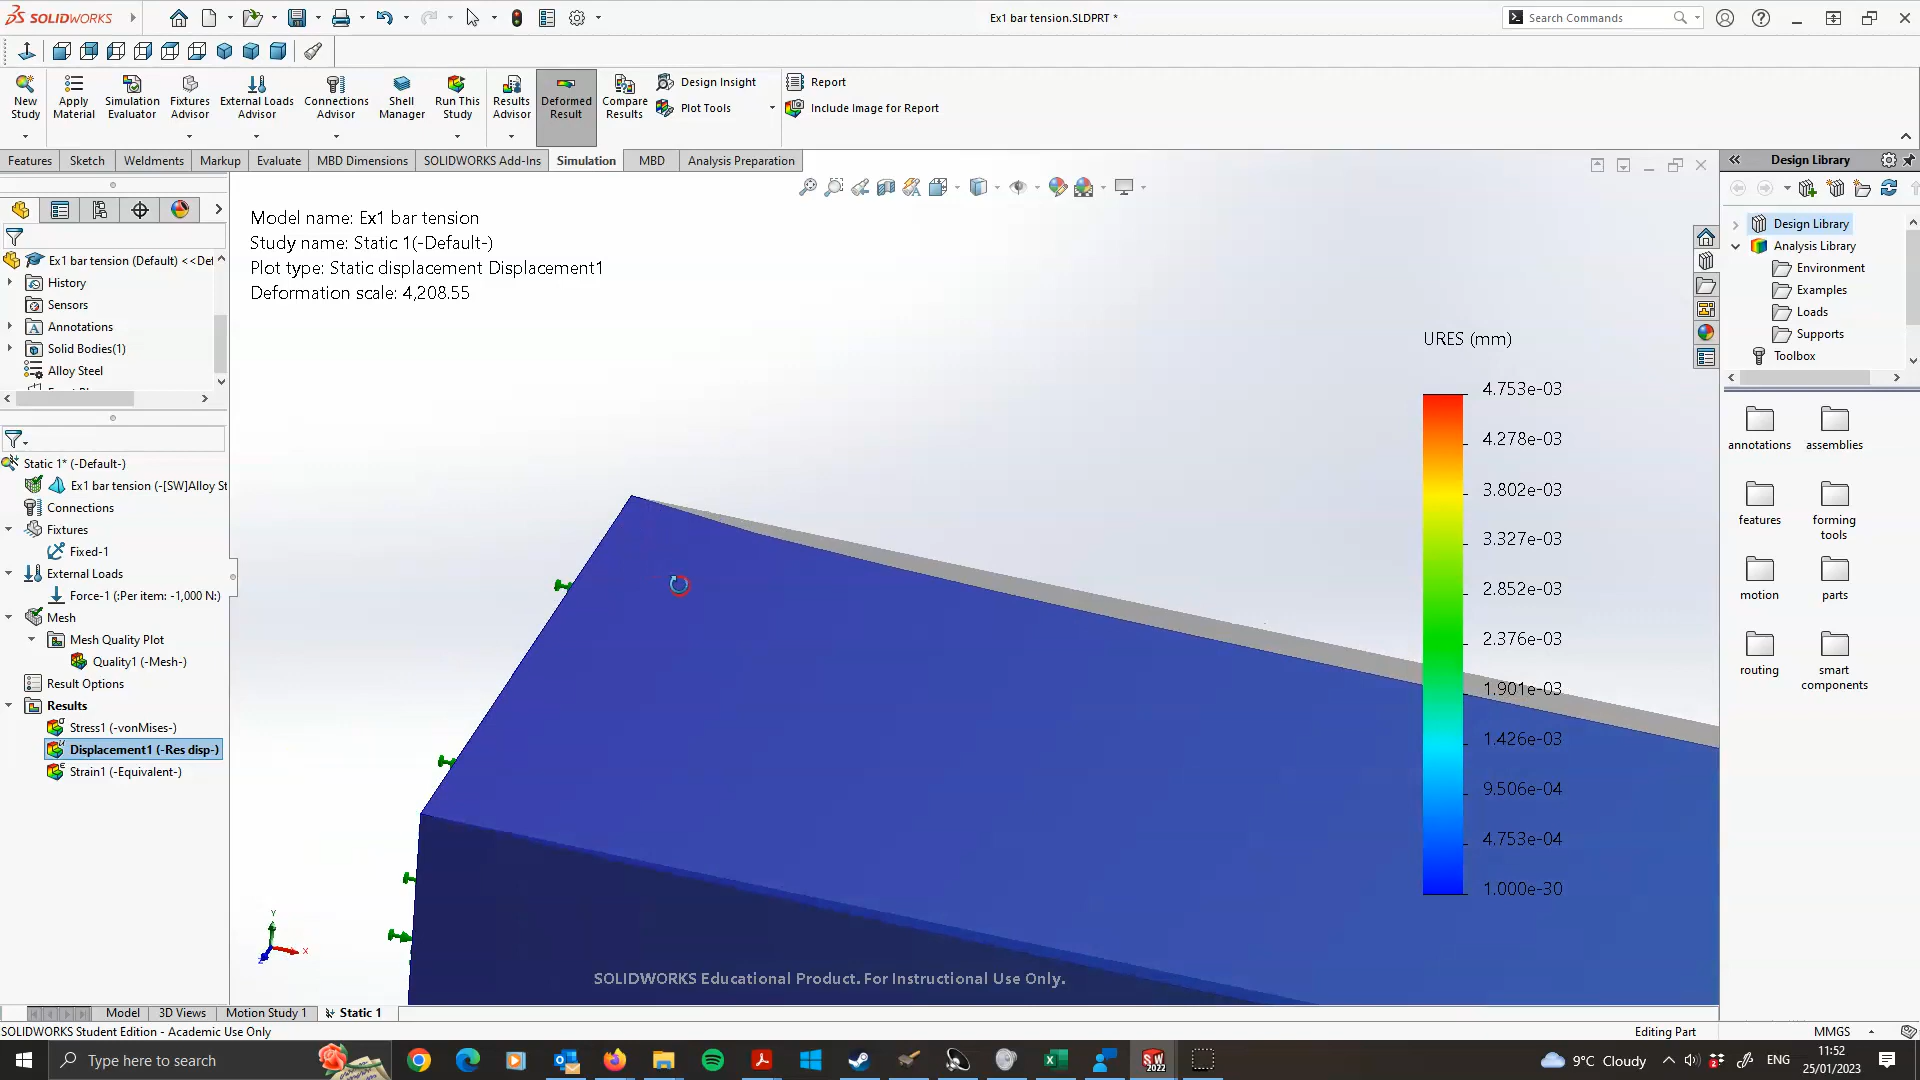 SOLIDWORKS
Ex1 bar tension.SLDPRT *
Search Commands
New Study
Apply Material
Simulation Evaluator
Fixtures Advisor
External Loads Advisor
Connections Advisor
Shell Manager
Run This Study
Results Advisor
Deformed Result
Compare Results
Design Insight
Plot Tools
Report
Include Image for Report
Features
Sketch
Weldments
Markup
Evaluate
MBD Dimensions
SOLIDWORKS Add-Ins
Simulation
MBD
Analysis Preparation
Ex1 bar tension (Default) <<Def
History
Sensors
Annotations
Solid Bodies(1)
Alloy Steel
Static 1* (-Default-)
Ex1 bar tension (-[SW]Alloy St
Connections
Fixtures
Fixed-1
External Loads
Force-1 (:Per item: -1,000 N:)
Mesh
Mesh Quality Plot
Quality1 (-Mesh-)
Result Options
Results
Stress1 (-vonMises-)
Displacement1 (-Res disp-)
Strain1 (-Equivalent-)
Model name: Ex1 bar tension
Study name: Static 1(-Default-)
Plot type: Static displacement Displacement1
Deformation scale: 4,208.55
URES (mm)
4.753e-03
4.278e-03
3.802e-03
3.327e-03
2.852e-03
2.376e-03
1.901e-03
1.426e-03
9.506e-04
4.753e-04
1.000e-30
Y
X
Z
SOLIDWORKS Educational Product. For Instructional Use Only.
Design Library
Design Library
Analysis Library
Environment
Examples
Loads
Supports
Toolbox
annotations
assemblies
features
forming tools
motion
parts
routing
smart components
Model
3D Views
Motion Study 1
Static 1
SOLIDWORKS Student Edition - Academic Use Only
Editing Part
MMGS
Type here to search
SW 2022
9°C Cloudy
ENG
11:52
25/01/2023